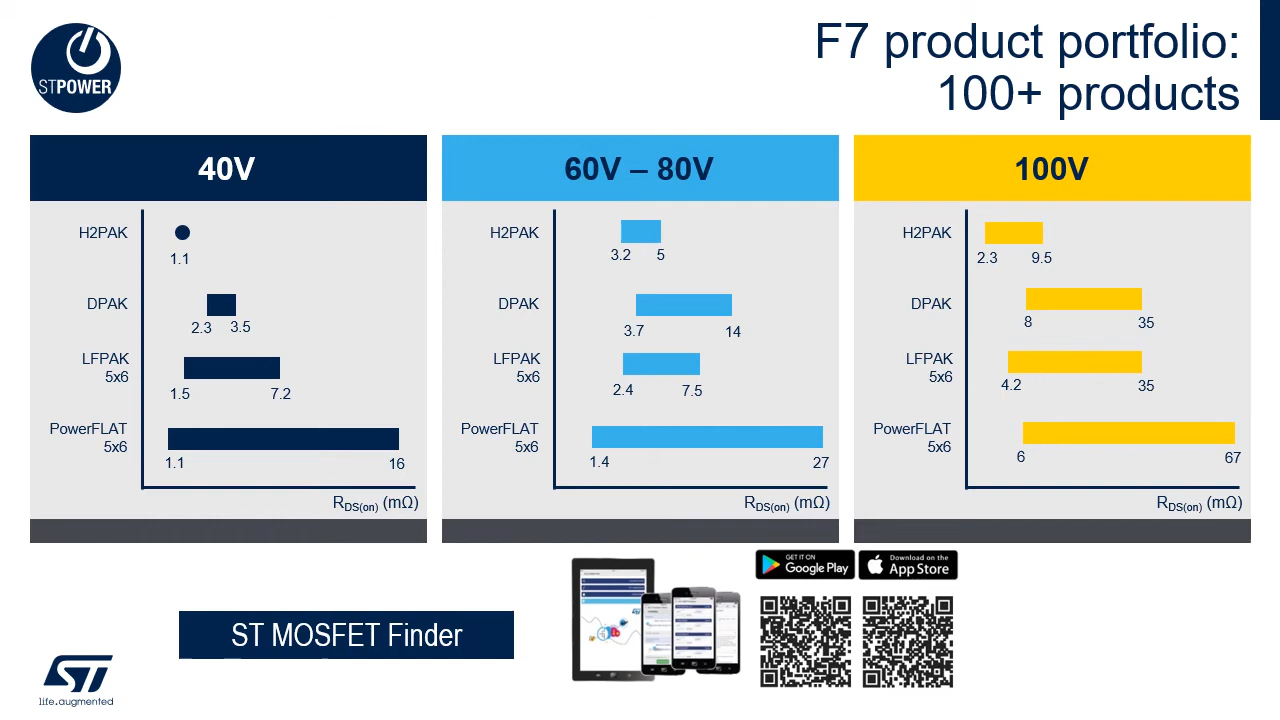 STPOWER
F7 product portfolio:
100+ products
40V
H2PAK
1.1
DPAK
2.3 3.5
LFPAK
5x6
1.5 7.2
PowerFLAT
5x6
1.1 16
RDS(on) (mΩ)
60V – 80V
H2PAK
3.2 5
DPAK
3.7 14
LFPAK
5x6
2.4 7.5
PowerFLAT
5x6
1.4 27
RDS(on) (mΩ)
100V
H2PAK
2.3 9.5
DPAK
8 35
LFPAK
5x6
4.2 35
PowerFLAT
5x6
6 67
RDS(on) (mΩ)
ST MOSFET Finder
GET IT ON
Google Play
Download on the
App Store
ST
life.augmented